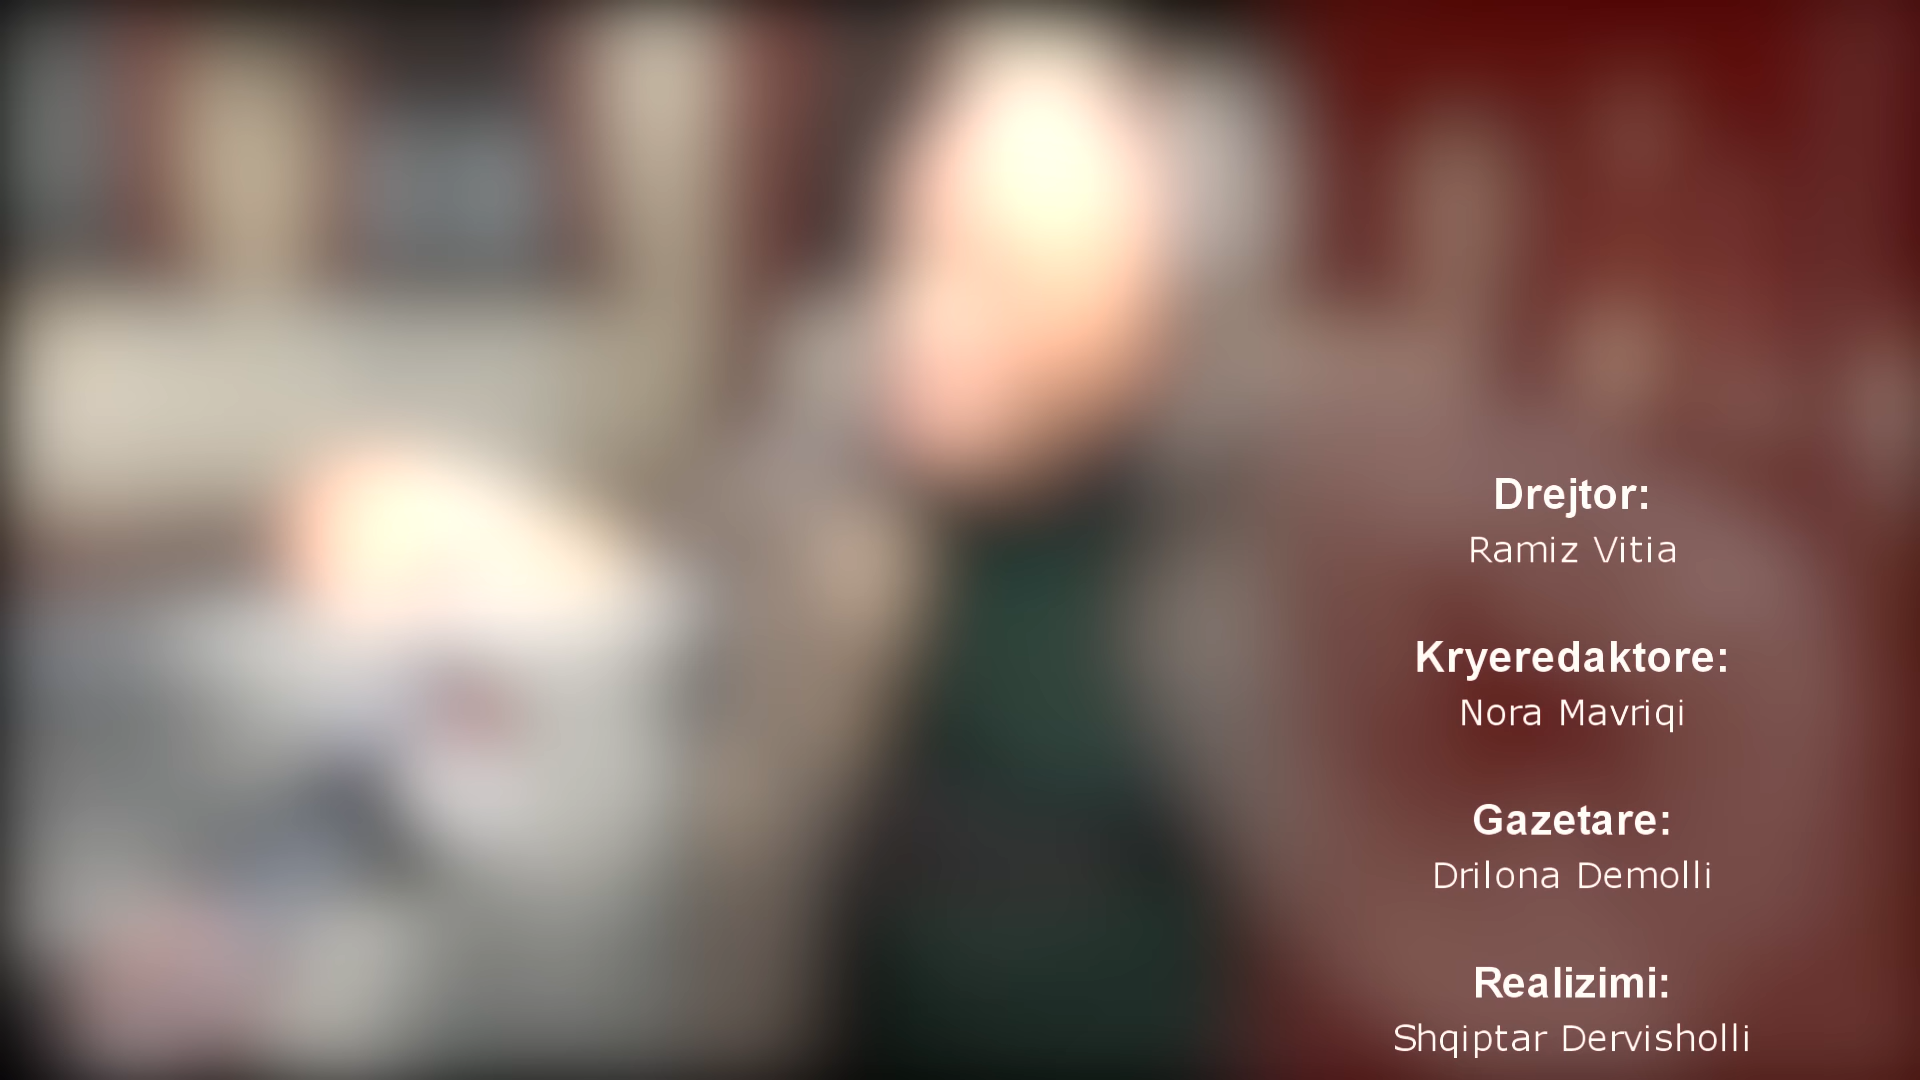 Drejtor:
Ramiz Vitia
Kryeredaktore:
Nora Mavriqi
Gazetare:
Drilona Demolli
Realizimi:
Shqiptar Dervisholli